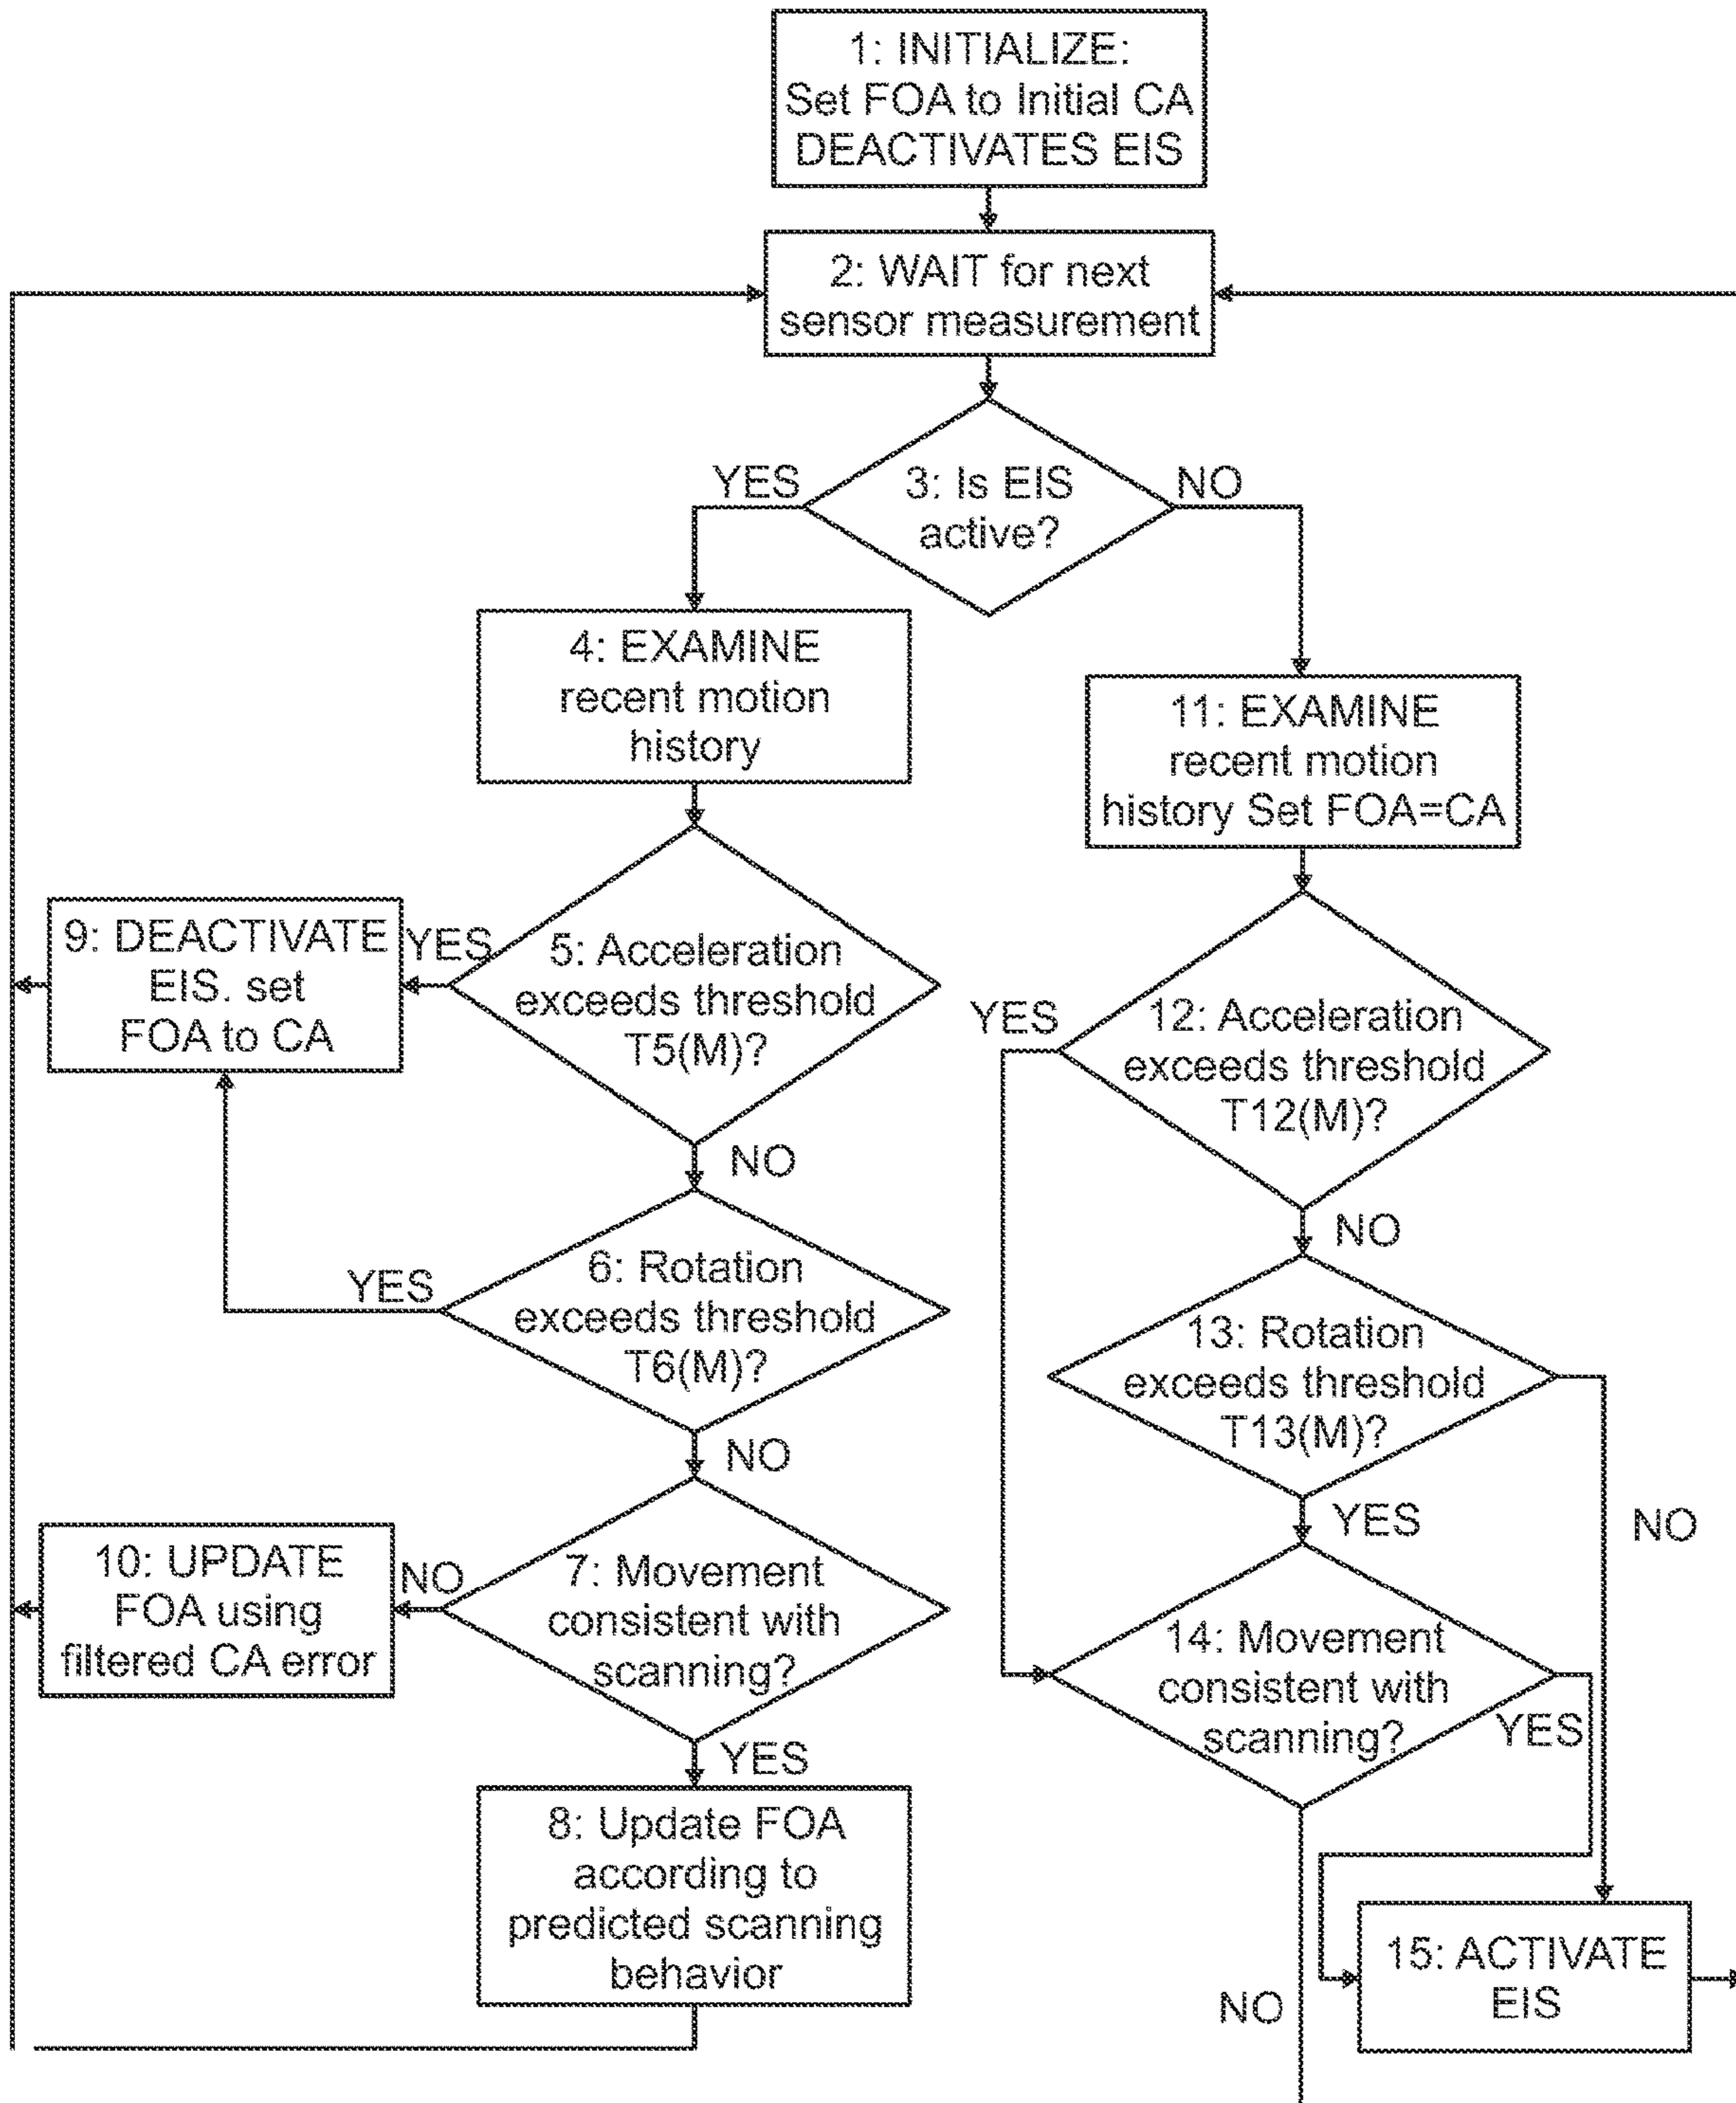 1: INITIALIZE:
Set FOA to Initial CA
DEACTIVATES EIS
2: WAIT for next
sensor measurement
YES
3: Is EIS
active?
NO
4: EXAMINE
recent motion
history
11: EXAMINE
recent motion
history Set FOA=CA
9: DEACTIVATE
EIS. set
FOA to CA
YES
5: Acceleration
exceeds threshold
T5(M)?
NO
YES
12: Acceleration
exceeds threshold
T12(M)?
NO
YES
6: Rotation
exceeds threshold
T6(M)?
NO
13: Rotation
exceeds threshold
T13(M)?
YES
NO
10: UPDATE
FOA using
filtered CA error
NO
7: Movement
consistent with
scanning?
YES
14: Movement
consistent with
scanning?
YES
NO
8: Update FOA
according to
predicted scanning
behavior
15: ACTIVATE
EIS